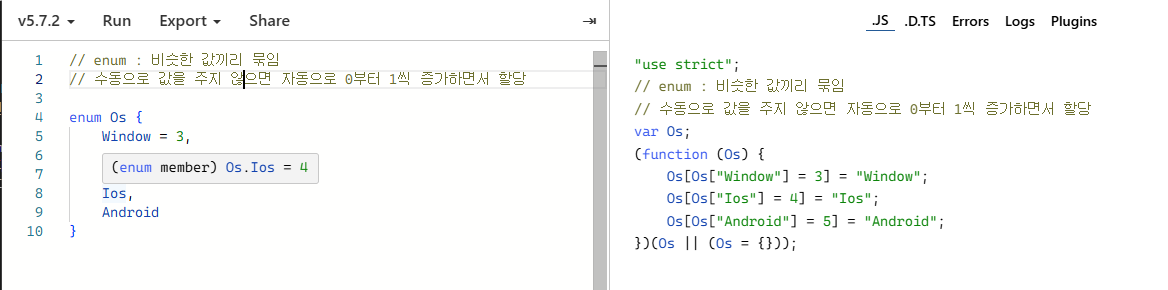 v5.7.2 Run Export Share
1 // enum : 비슷한 값끼리 묶임
2 // 수동으로 값을 주지 않으면 자동으로 0부터 1씩 증가하면서 할당
3
4 enum Os {
5 Window = 3,
6
(enum member) Os.Ios = 4
7
8 Ios,
9 Android
10 }
.JS .D.TS Errors Logs Plugins
"use strict";
// enum : 비슷한 값끼리 묶임
// 수동으로 값을 주지 않으면 자동으로 0부터 1씩 증가하면서 할당
var Os;
(function (Os) {
Os[Os["Window"] = 3] = "Window";
Os[Os["Ios"] = 4] = "Ios";
Os[Os["Android"] = 5] = "Android";
})(Os || (Os = {}));